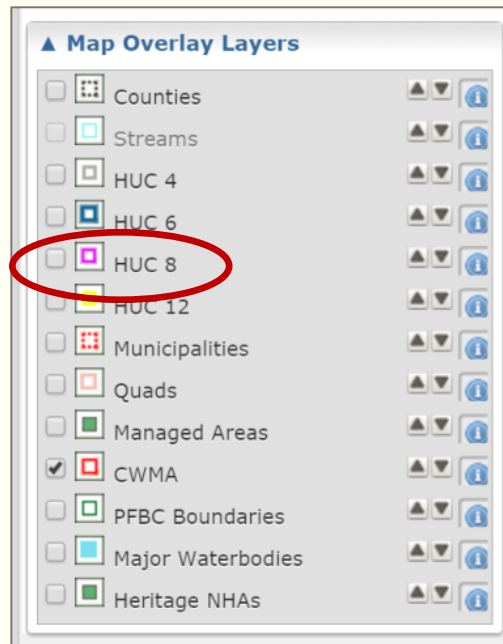 ▲ Map Overlay Layers
Counties
Streams
HUC 4
HUC 6
HUC 8
HUC 12
Municipalities
Quads
Managed Areas
CWMA
PFBC Boundaries
Major Waterbodies
Heritage NHAs